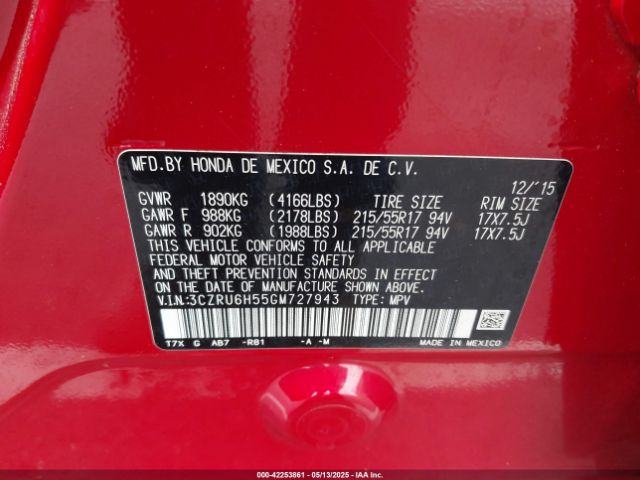 MFD.BY HONDA DE MEXICO S.A. DE C.V.
12/'15
GVWR 1890KG (4166LBS) TIRE SIZE RIM SIZE
GAWR F 988KG (2178LBS) 215/55R17 94V 17X7.5J
GAWR R 902KG (1988LBS) 215/55R17 94V 17X7.5J
THIS VEHICLE CONFORMS TO ALL APPLICABLE
FEDERAL MOTOR VEHICLE SAFETY
AND THEFT PREVENTION STANDARDS IN EFFECT
ON THE DATE OF MANUFACTURE SHOWN ABOVE.
V.I.N:3CZRU6H55GM727943 TYPE: MPV
T7X G AB7 -R81 -A -M MADE IN MEXICO
000-42253861 - 05/13/2025 - Copyright © IAA, LLC